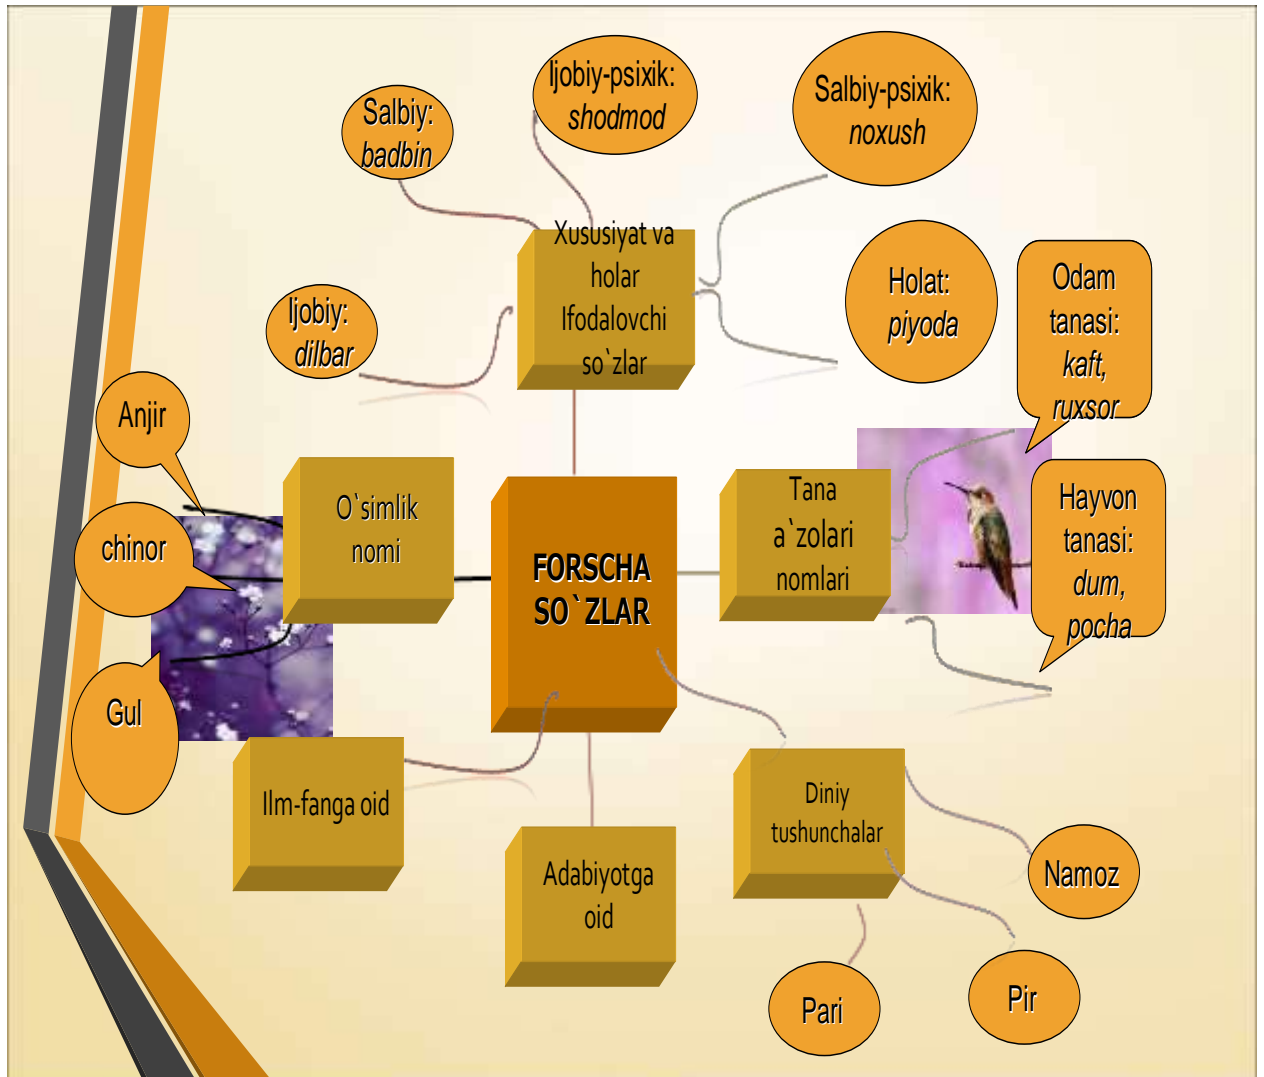 Ijobiy-psixik:
shodmod
Salbiy-psixik:
noxush
Salbiy:
badbin
Xususiyat va
holar
Ifodalovchi
so`zlar
Holat:
piyoda
Odam
tanasi:
kaft,
ruxsor
Ijobiy:
dilbar
Anjir
O`simlik
nomi
chinor
Gul
FORSCHA
SO`ZLAR
Tana
a`zolari
nomlari
Hayvon
tanasi:
dum,
pocha
Ilm-fanga oid
Adabiyotga
oid
Diniy
tushunchalar
Namoz
Pir
Pari